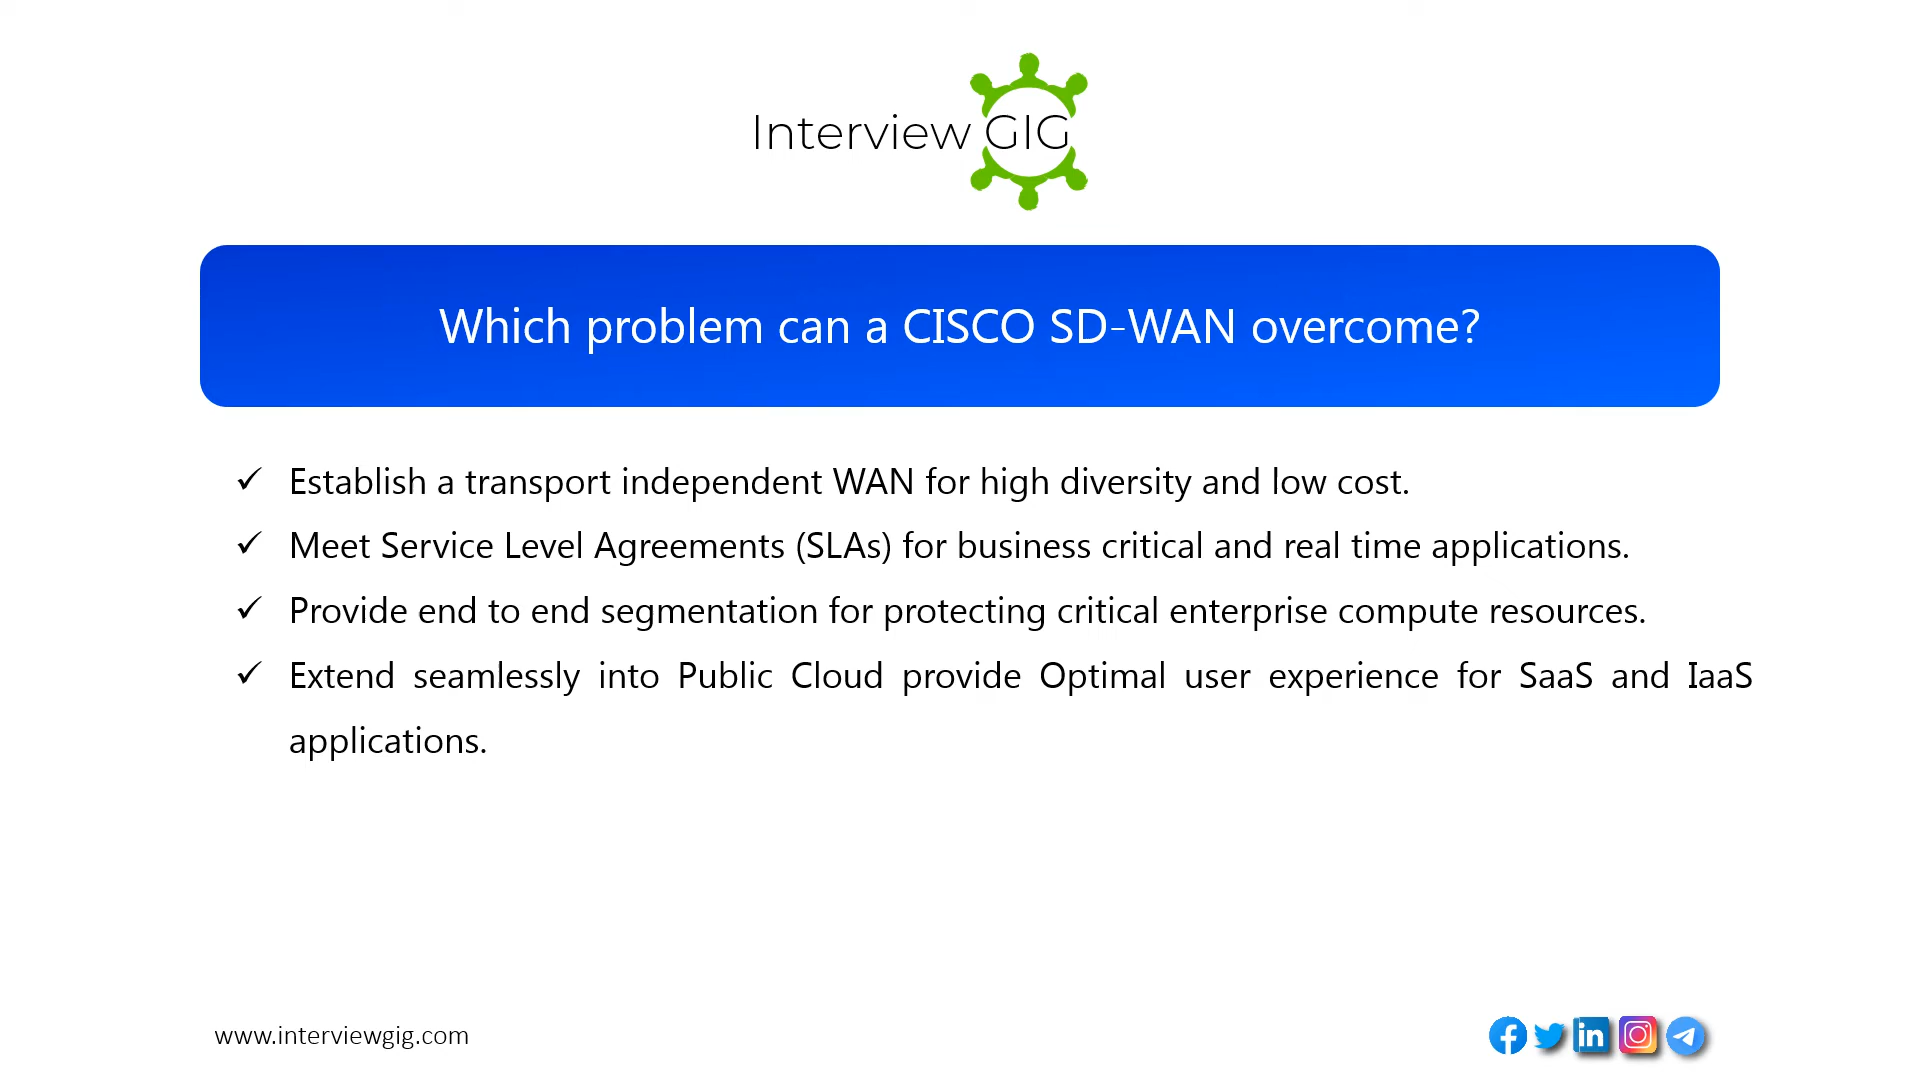 Interview GIG
Which problem can a CISCO SD-WAN overcome?
✓ Establish a transport independent WAN for high diversity and low cost.
✓ Meet Service Level Agreements (SLAs) for business critical and real time applications.
✓ Provide end to end segmentation for protecting critical enterprise compute resources.
✓ Extend seamlessly into Public Cloud provide Optimal user experience for SaaS and IaaS
applications.
www.interviewgig.com